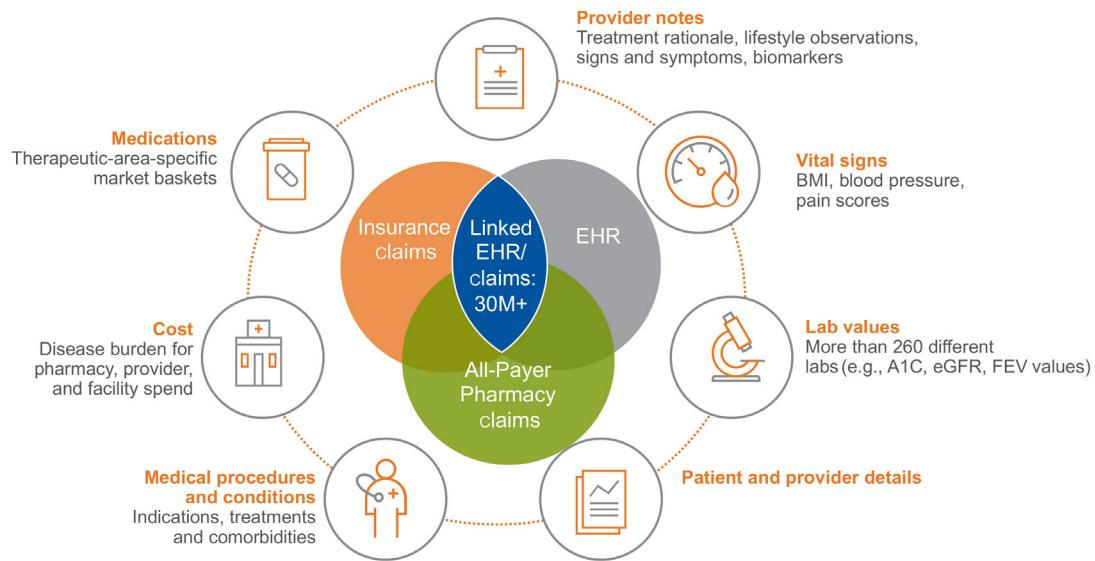 Provider notes
Treatment rationale, lifestyle observations,
signs and symptoms, biomarkers
Medications
Therapeutic-area-specific
market baskets
Vital signs
BMI, blood pressure,
pain scores
Insurance
claims
Linked
EHR/
claims:
30M+
EHR
All-Payer
Pharmacy
claims
Cost
Disease burden for
pharmacy, provider,
and facility spend
Lab values
More than 260 different
labs (e.g., A1C, eGFR, FEV values)
Medical procedures
and conditions
Indications, treatments
and comorbidities
Patient and provider details